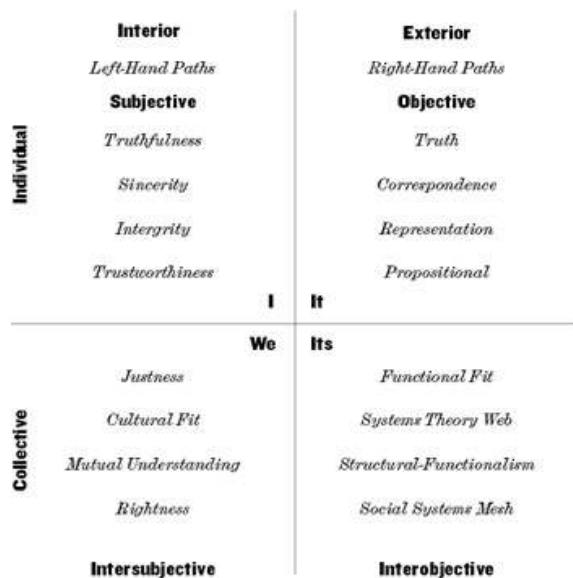 Interior
Left-Hand Paths
Subjective
Truthfulness
Sincerity
Intergrity
Trustworthiness
I
Individual
Exterior
Right-Hand Paths
Objective
Truth
Correspondence
Representation
Propositional
It
We
Justness
Cultural Fit
Mutual Understanding
Rightness
Intersubjective
Collective
Its
Functional Fit
Systems Theory Web
Structural-Functionalism
Social Systems Mesh
Interobjective